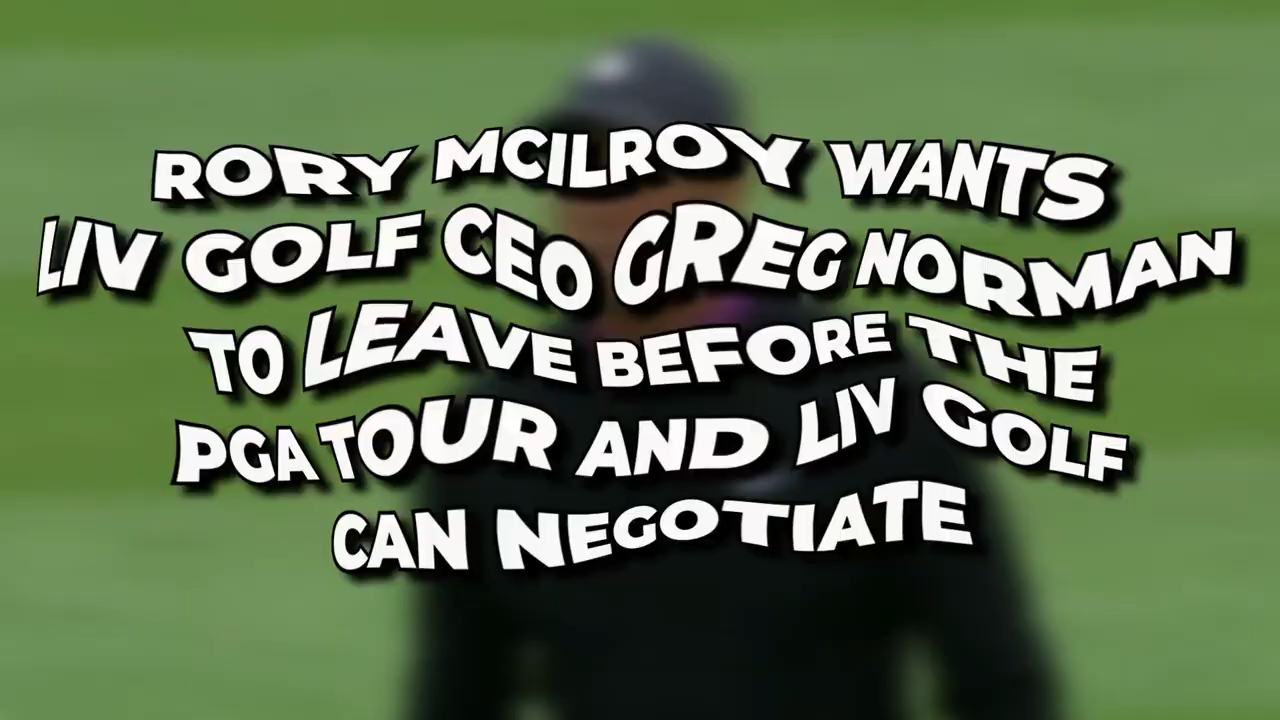 RORY MCILROY WANTS
LIV GOLF CEO GREG NORMAN
TO LEAVE BEFORE THE
PGA TOUR AND LIV GOLF
CAN NEGOTIATE